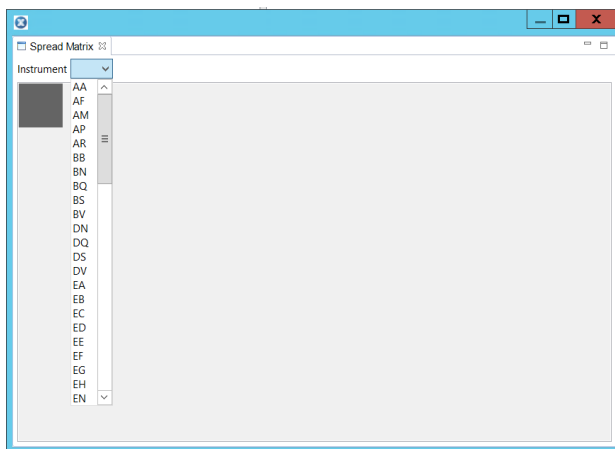 Spread Matrix
Instrument
AA
AF
AM
AP
AR
BB
BN
BQ
BS
BV
DN
DQ
DS
DV
EA
EB
EC
ED
EE
EF
EG
EH
EN